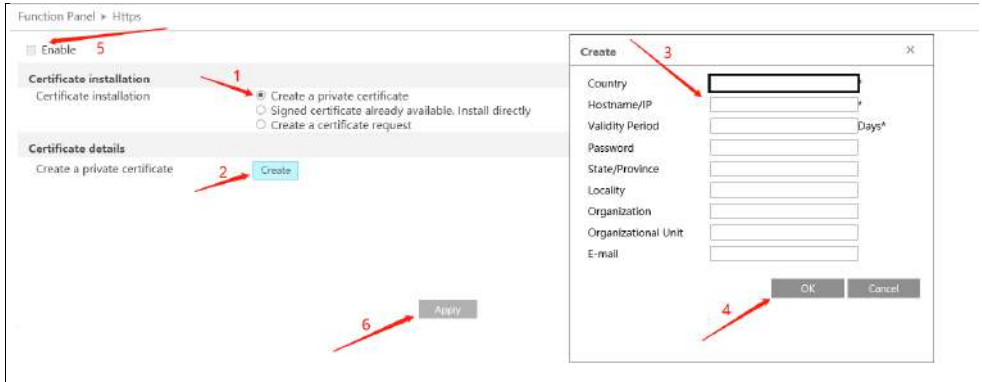 Function Panel ▸ Https
Enable 5
Certificate installation
Certificate installation
1
Create a private certificate
Signed certificate already available. Install directly
Create a certificate request
Certificate details
Create a private certificate 2 Create
6 Apply
Create 3 ×
Country *
Hostname/IP *
Validity Period Days*
Password
State/Province
Locality
Organization
Organizational Unit
E-mail
OK Cancel
4